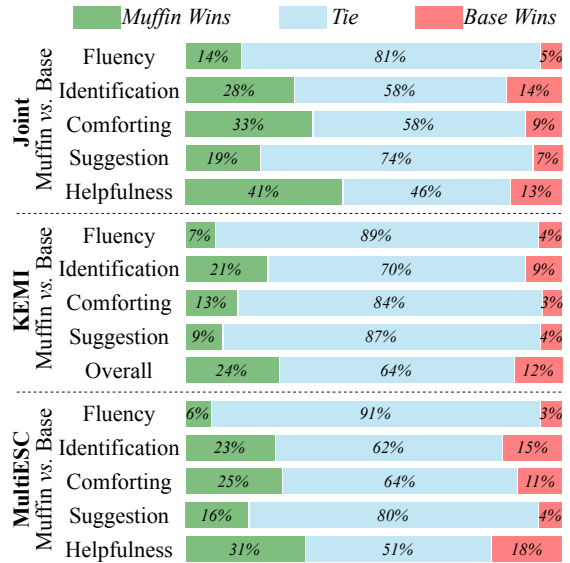 Muffin Wins Tie Base Wins
Joint
Muffin vs. Base
Fluency 14% 81% 5%
Identification 28% 58% 14%
Comforting 33% 58% 9%
Suggestion 19% 74% 7%
Helpfulness 41% 46% 13%
KEMI
Muffin vs. Base
Fluency 7% 89% 4%
Identification 21% 70% 9%
Comforting 13% 84% 3%
Suggestion 9% 87% 4%
Overall 24% 64% 12%
MultiESC
Muffin vs. Base
Fluency 6% 91% 3%
Identification 23% 62% 15%
Comforting 25% 64% 11%
Suggestion 16% 80% 4%
Helpfulness 31% 51% 18%